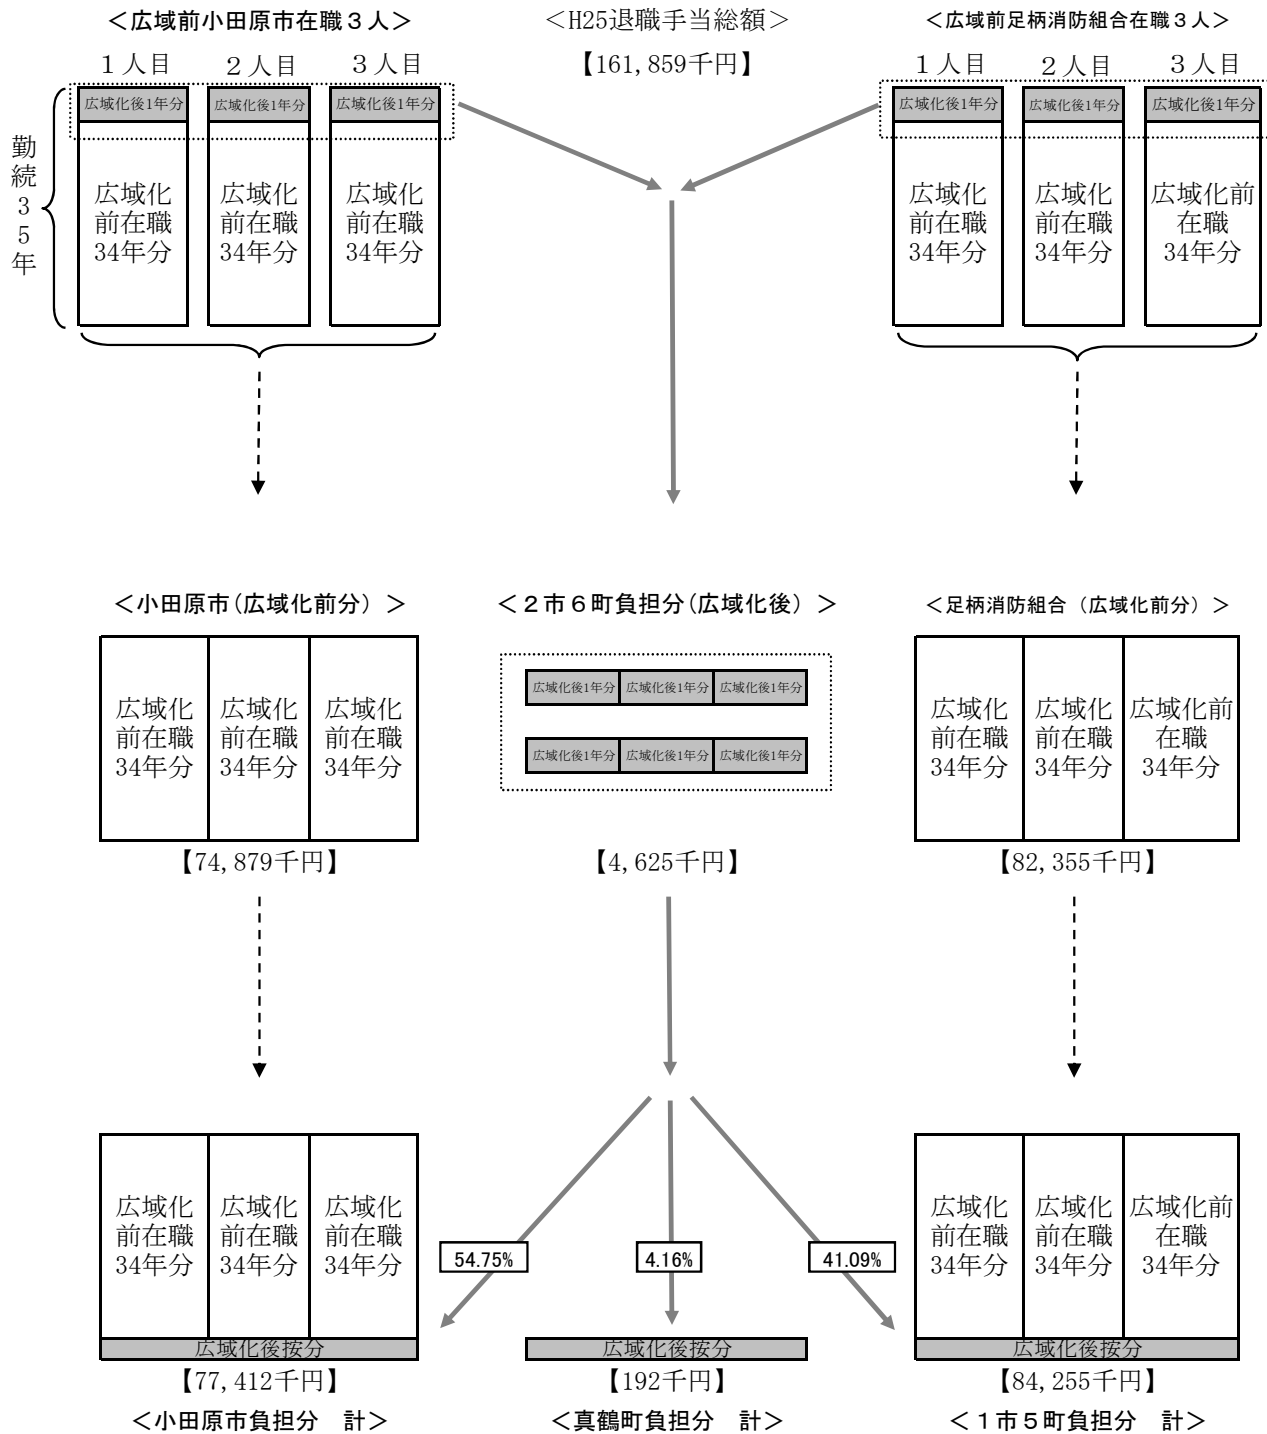 ＜広域前小田原市在職３人＞
＜H25退職手当総額＞
＜広域前足柄消防組合在職３人＞
１人目
２人目
３人目
【161,859千円】
１人目
２人目
３人目
広域化後1年分
広域化後1年分
広域化後1年分
広域化後1年分
広域化後1年分
広域化後1年分
勤続３５年
広域化
前在職
34年分
広域化
前在職
34年分
広域化
前在職
34年分
広域化
前在職
34年分
広域化
前在職
34年分
広域化前
在職
34年分
＜小田原市(広域化前分）＞
＜２市６町負担分(広域化後）＞
＜足柄消防組合（広域化前分）＞
広域化
前在職
34年分
広域化
前在職
34年分
広域化
前在職
34年分
広域化後1年分
広域化後1年分
広域化後1年分
広域化後1年分
広域化後1年分
広域化後1年分
広域化
前在職
34年分
広域化
前在職
34年分
広域化前
在職
34年分
【74,879千円】
【4,625千円】
【82,355千円】
広域化
前在職
34年分
広域化
前在職
34年分
広域化
前在職
34年分
54.75%
4.16%
41.09%
広域化
前在職
34年分
広域化
前在職
34年分
広域化前
在職
34年分
広域化後按分
広域化後按分
広域化後按分
【77,412千円】
【192千円】
【84,255千円】
＜小田原市負担分　計＞
＜真鶴町負担分　計＞
＜１市５町負担分　計＞